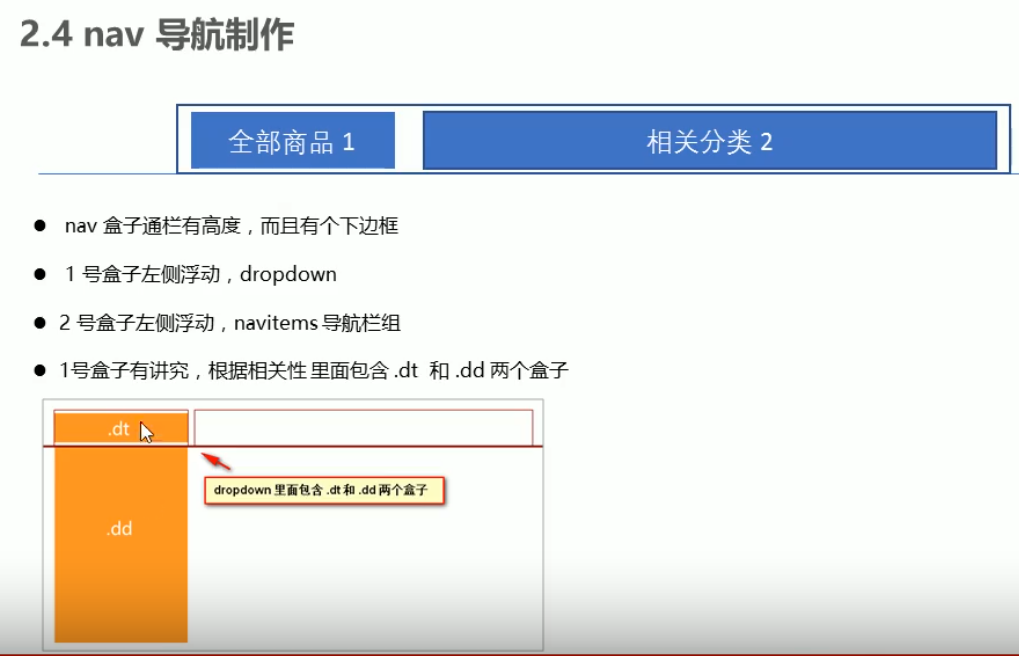 2.4 nav 导航制作
全部商品 1
相关分类 2
● nav 盒子通栏有高度，而且有个下边框
● 1 号盒子左侧浮动，dropdown
● 2 号盒子左侧浮动，navitems 导航栏组
● 1号盒子有讲究，根据相关性 里面包含 .dt 和 .dd 两个盒子
.dt
dropdown 里面包含 .dt 和 .dd 两个盒子
.dd